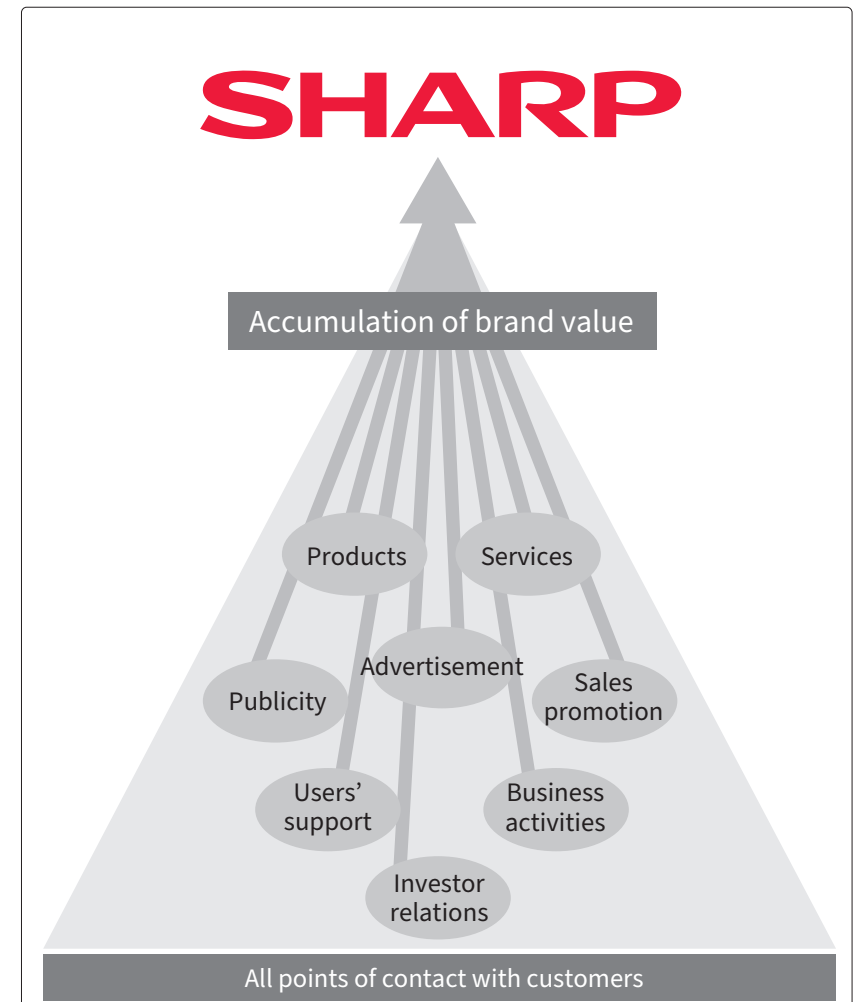 SHARP
Accumulation of brand value
Products
Services
Advertisement
Publicity
Sales
promotion
Users’
support
Business
activities
Investor
relations
All points of contact with customers